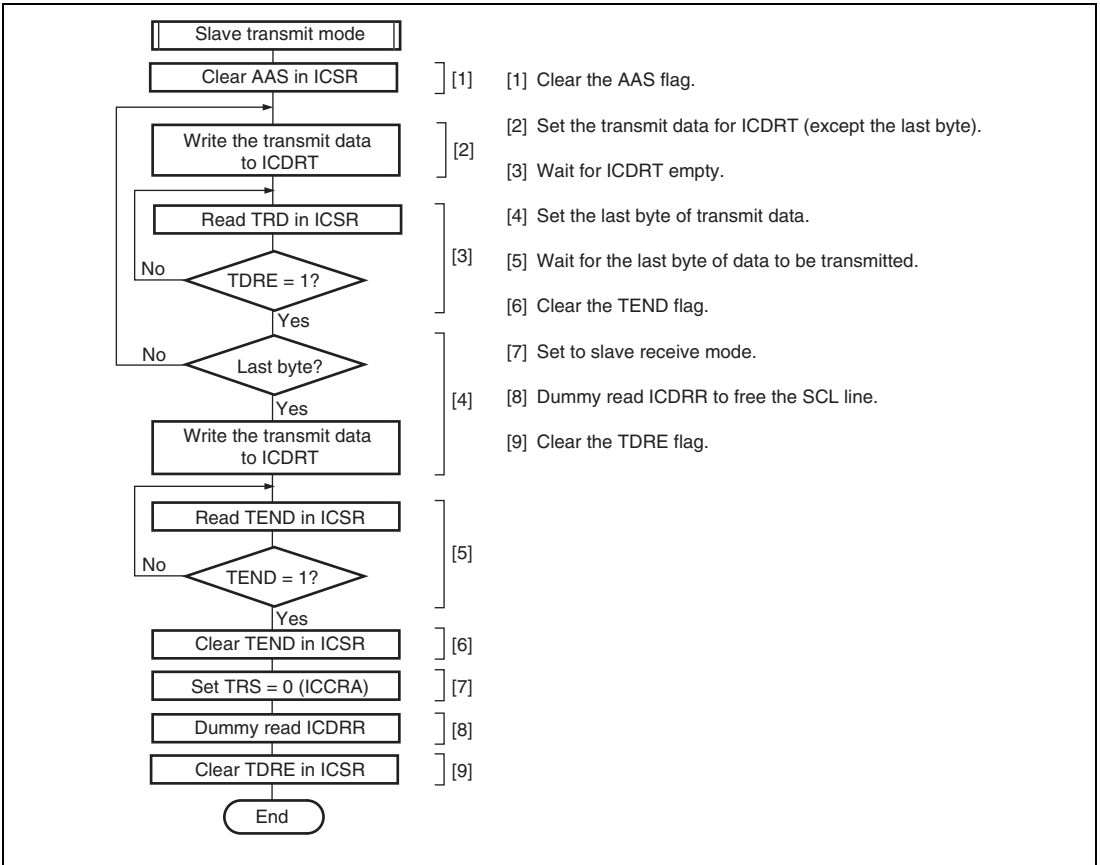 Slave transmit mode
Clear AAS in ICSR
[1]
Write the transmit data
to ICDRT
[2]
Read TRD in ICSR
No
TDRE = 1?
[3]
Yes
No
Last byte?
[4]
Yes
Write the transmit data
to ICDRT
Read TEND in ICSR
No
TEND = 1?
[5]
Yes
Clear TEND in ICSR
[6]
Set TRS = 0 (ICCRA)
[7]
Dummy read ICDRR
[8]
Clear TDRE in ICSR
[9]
End
[1] Clear the AAS flag.
[2] Set the transmit data for ICDRT (except the last byte).
[3] Wait for ICDRT empty.
[4] Set the last byte of transmit data.
[5] Wait for the last byte of data to be transmitted.
[6] Clear the TEND flag.
[7] Set to slave receive mode.
[8] Dummy read ICDRR to free the SCL line.
[9] Clear the TDRE flag.